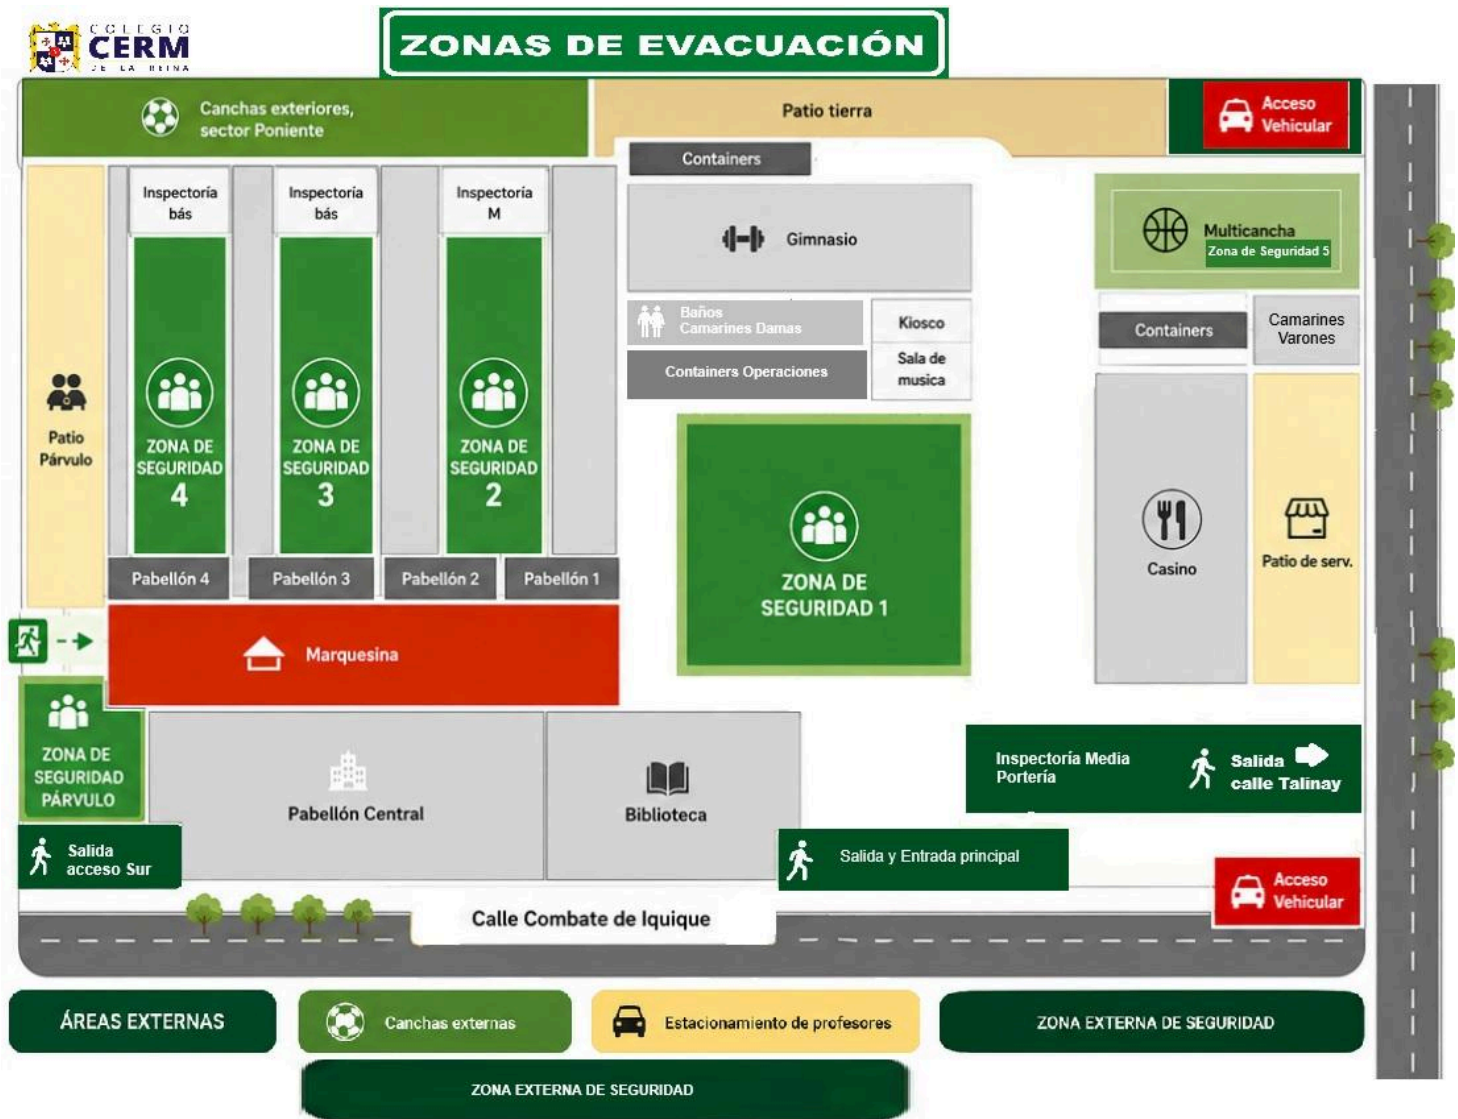 COLEGIO
CERM
DE LA REINA
ZONAS DE EVACUACIÓN
Canchas exteriores,
sector Poniente
Patio tierra
Acceso
Vehicular
Containers
Inspectoría
bás
Inspectoría
bás
Inspectoría
M
Gimnasio
Multicancha
Zona de Seguridad 5
Baños
Camarines Damas
Kiosco
Containers
Camarines
Varones
Containers Operaciones
Sala de
musica
Patio
Párvulo
ZONA DE
SEGURIDAD
4
ZONA DE
SEGURIDAD
3
ZONA DE
SEGURIDAD
2
ZONA DE
SEGURIDAD 1
Casino
Patio de serv.
Pabellón 4
Pabellón 3
Pabellón 2
Pabellón 1
Marquesina
ZONA DE
SEGURIDAD
PÁRVULO
Pabellón Central
Biblioteca
Inspectoría Media
Portería
Salida
calle Talinay
Salida
acceso Sur
Salida y Entrada principal
Acceso
Vehicular
Calle Combate de Iquique
ÁREAS EXTERNAS
Canchas externas
Estacionamiento de profesores
ZONA EXTERNA DE SEGURIDAD
ZONA EXTERNA DE SEGURIDAD